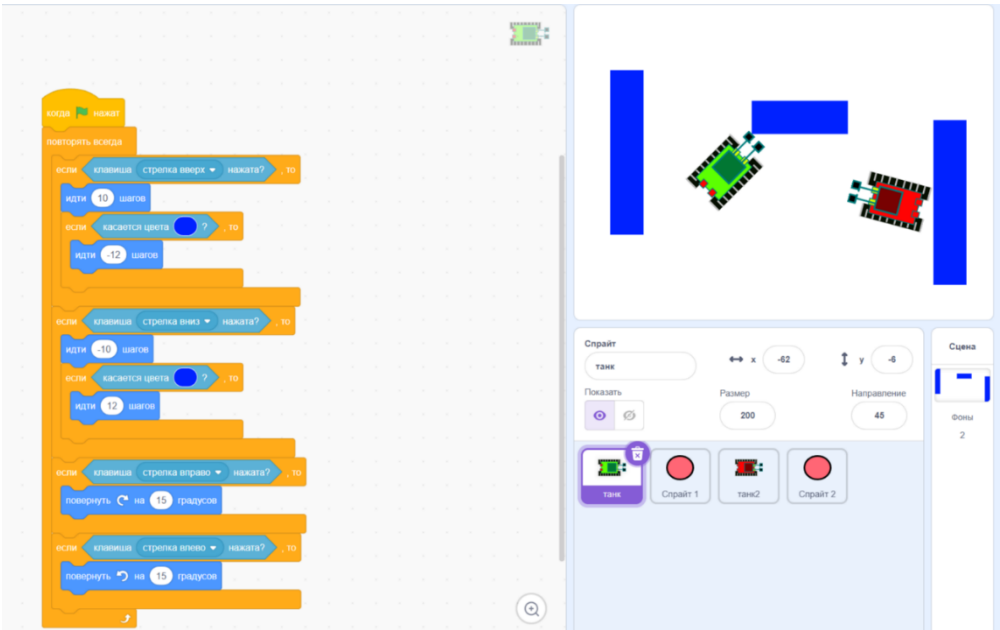 когда нажат
повторять всегда
если клавиша стрелка вверх нажата? , то
идти 10 шагов
если касается цвета ? , то
идти -12 шагов
если клавиша стрелка вниз нажата? , то
идти -10 шагов
если касается цвета ? , то
идти 12 шагов
если клавиша стрелка вправо нажата? , то
повернуть на 15 градусов
если клавиша стрелка влево нажата? , то
повернуть на 15 градусов
Спрайт
танк
x -62
y -6
Показать
Размер
200
Направление
45
танк
Спрайт 1
танк2
Спрайт 2
Сцена
Фоны
2